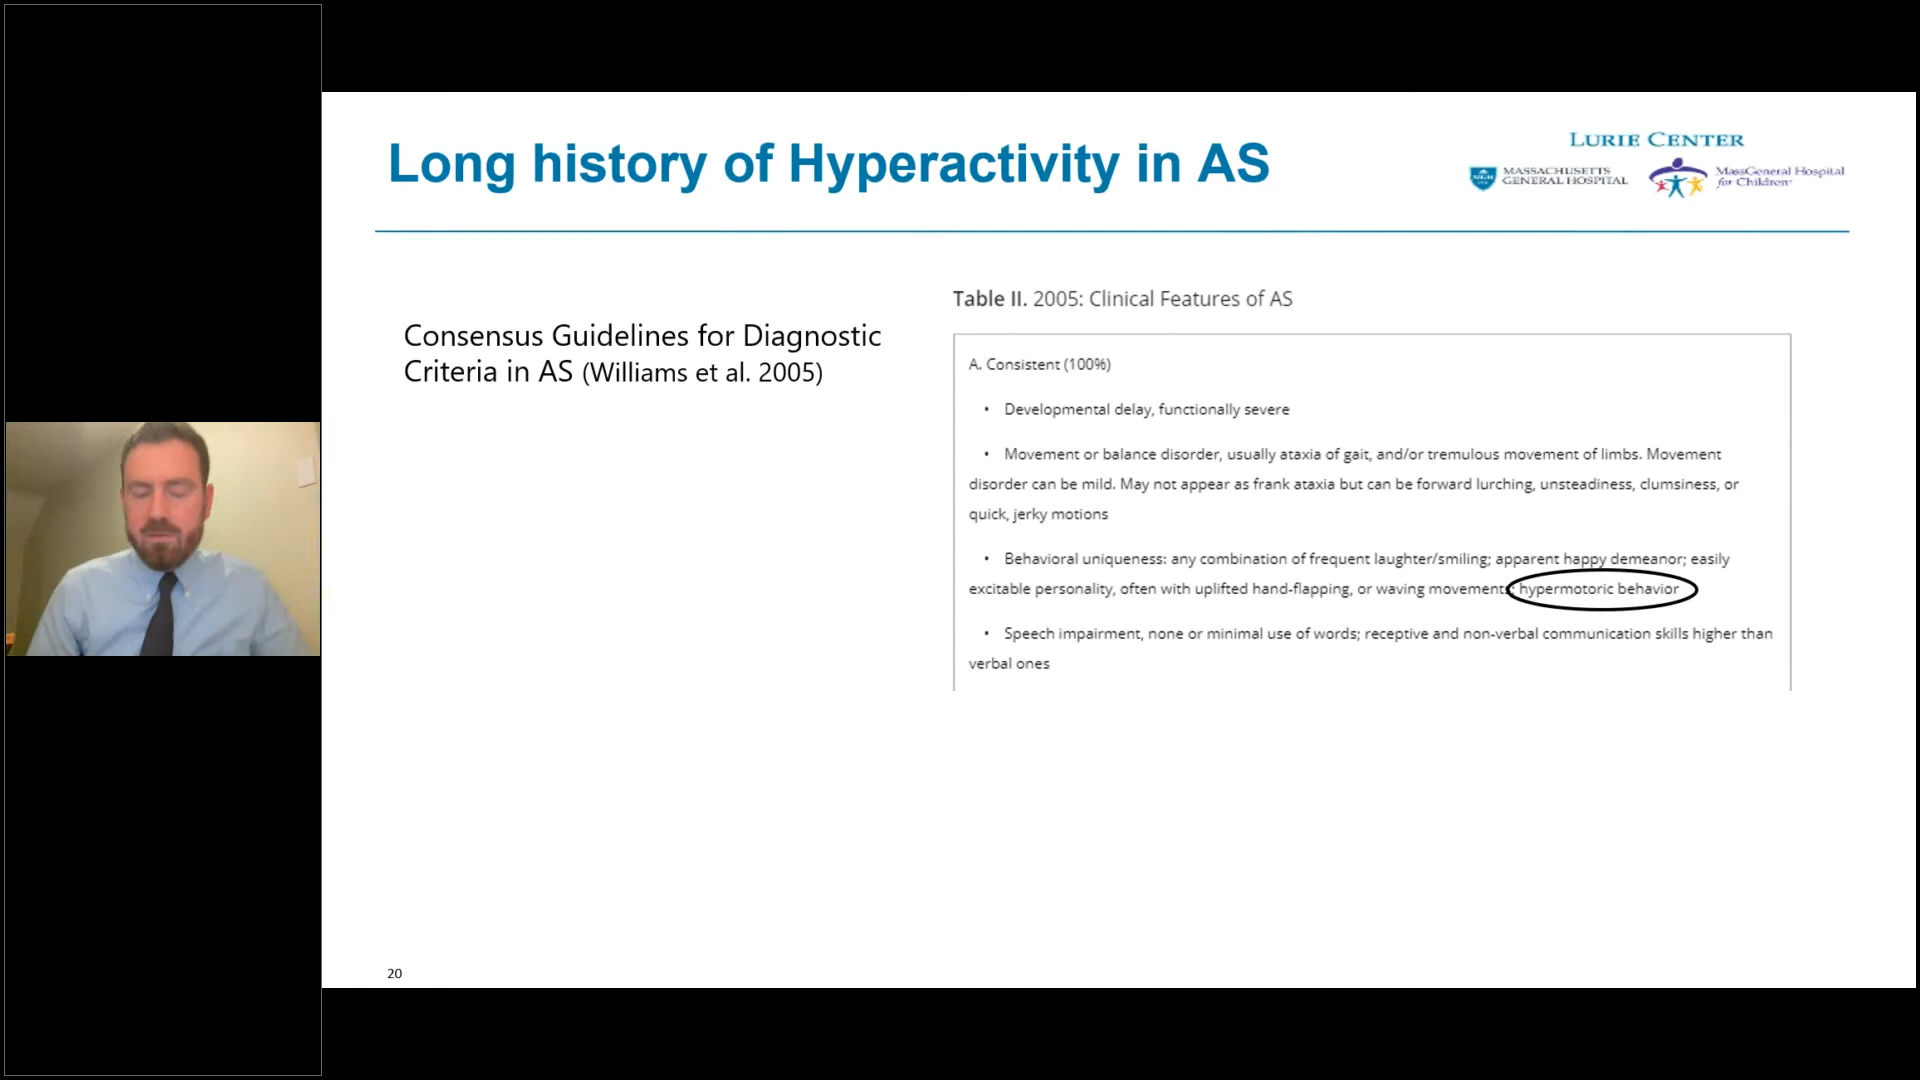 Long history of Hyperactivity in AS
LURIE CENTER
MASSACHUSETTS
GENERAL HOSPITAL
MassGeneral Hospital
for Children
Consensus Guidelines for Diagnostic
Criteria in AS (Williams et al. 2005)
Table II. 2005: Clinical Features of AS
A. Consistent (100%)
• Developmental delay, functionally severe
• Movement or balance disorder, usually ataxia of gait, and/or tremulous movement of limbs. Movement
disorder can be mild. May not appear as frank ataxia but can be forward lurching, unsteadiness, clumsiness, or
quick, jerky motions
• Behavioral uniqueness: any combination of frequent laughter/smiling; apparent happy demeanor; easily
excitable personality, often with uplifted hand-flapping, or waving movements; hypermotoric behavior
• Speech impairment, none or minimal use of words; receptive and non-verbal communication skills higher than
verbal ones
20